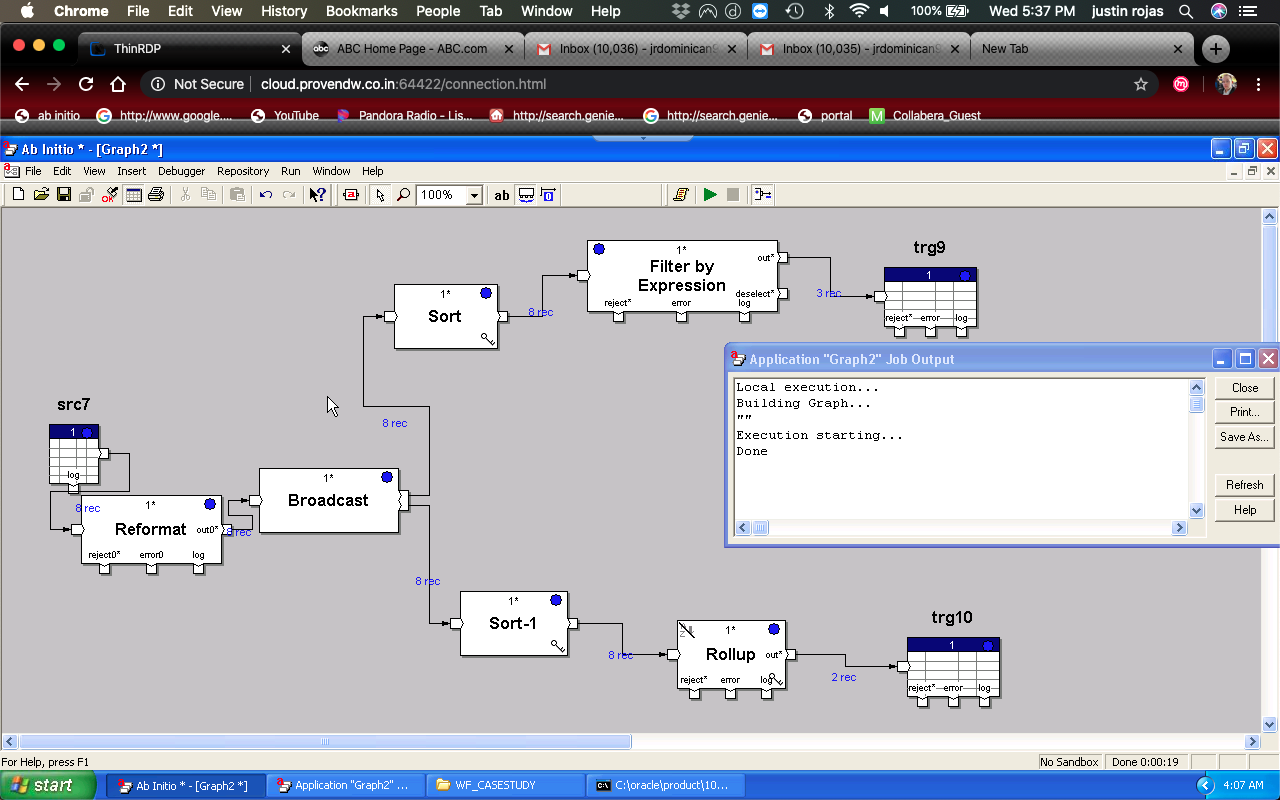 Chrome File Edit View History Bookmarks People Tab Window Help 100% Wed 5:37 PM justin rojas
ThinRDP
ABC Home Page - ABC.com
Inbox (10,036) - jrdominican9
Inbox (10,035) - jrdominican9
New Tab
Not Secure cloud.provendw.co.in:64422/connection.html
ab initio http://www.google.... YouTube Pandora Radio - Lis... http://search.genie... http://search.genie... portal Collabera_Guest
Ab Initio * - [Graph2 *]
File Edit View Insert Debugger Repository Run Window Help
100% ab
1*
Filter by
Expression
out*
deselect*
reject* error log
3 rec
trg9
1
reject* error log
1*
Sort
8 rec
8 rec
Application "Graph2" Job Output
Local execution...
Building Graph...
""
Execution starting...
Done
Close
Print...
Save As...
Refresh
Help
src7
1
log
8 rec
1*
Reformat
out0*
reject0* error0 log
8 rec
1*
Broadcast
8 rec
1*
Sort-1
8 rec
1*
Rollup
out*
reject* error log
2 rec
trg10
1
reject* error log
For Help, press F1
No Sandbox Done 0:00:19
start Ab Initio * - [Graph2 *] Application "Graph2" ... WF_CASESTUDY C:\oracle\product\10... 4:07 AM